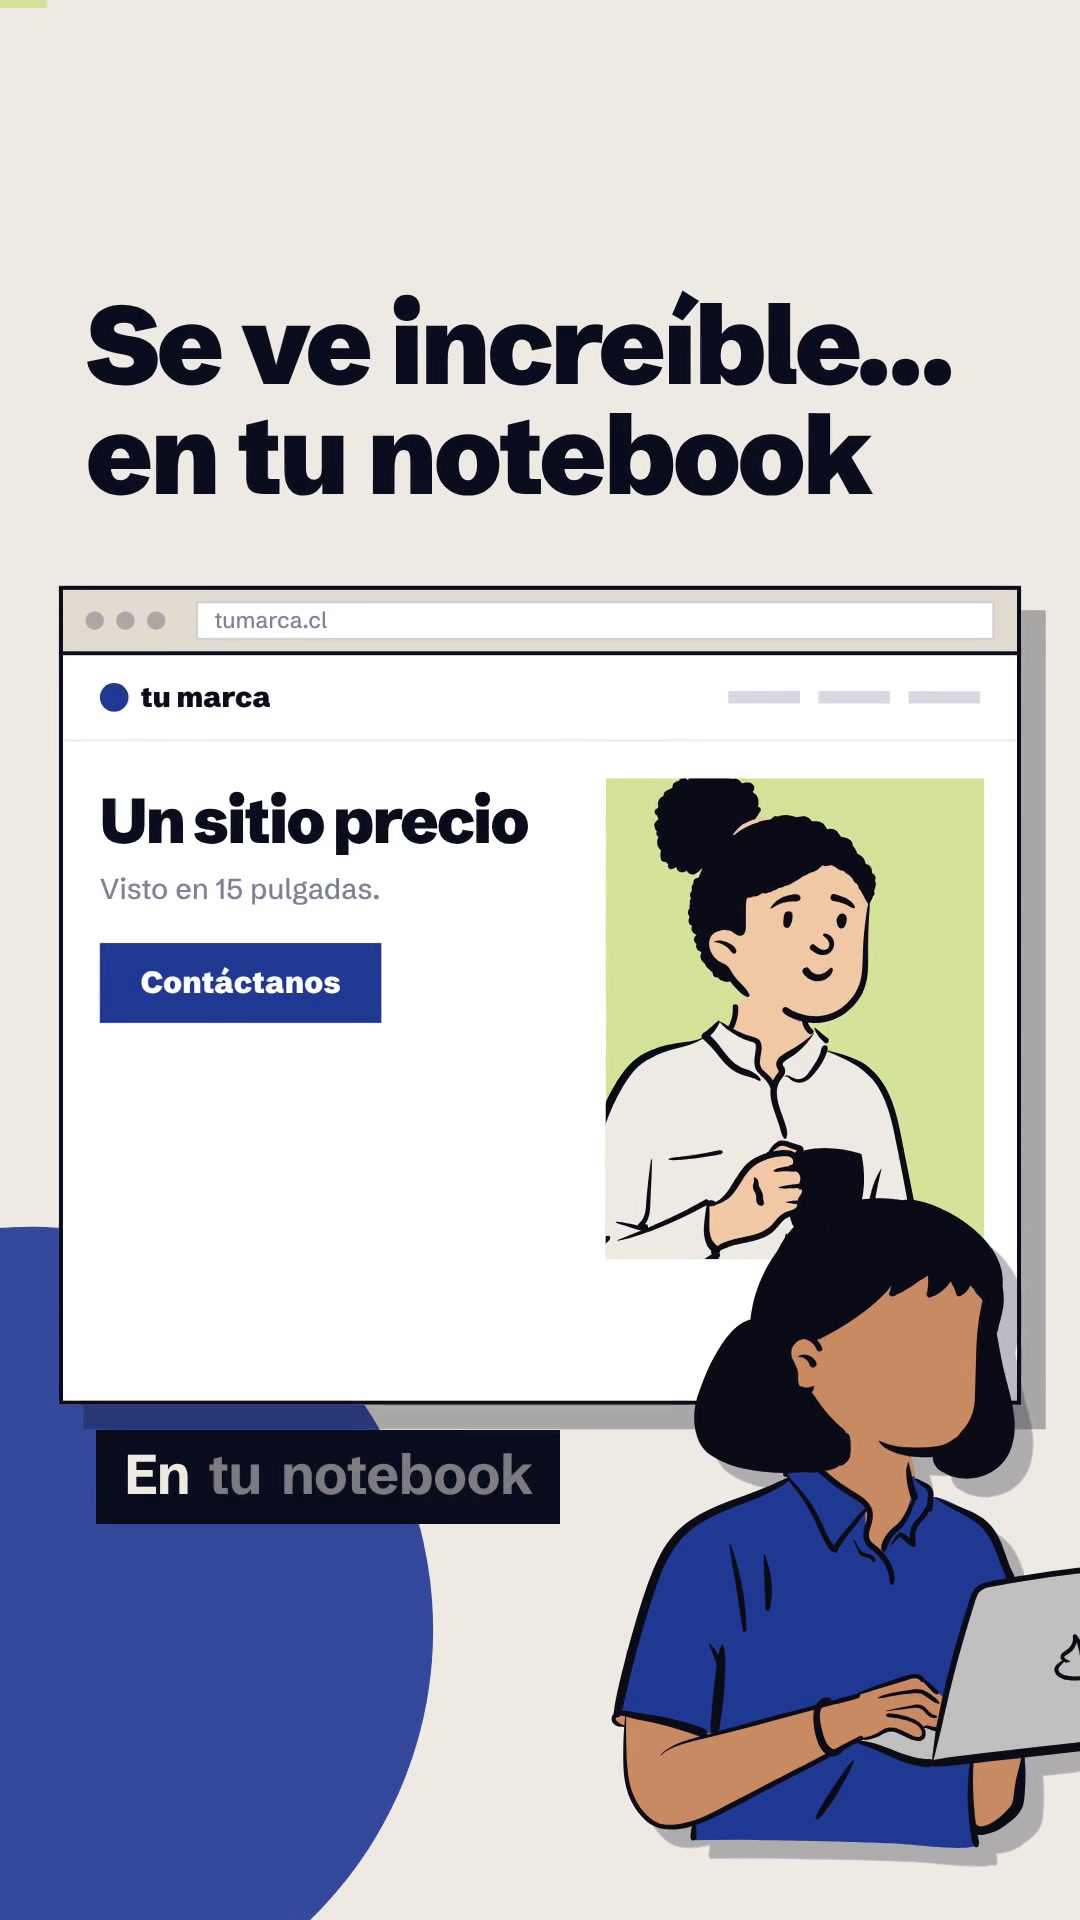 Se ve increíble...
en tu notebook
tumarca.cl
tu marca
Un sitio precio
Visto en 15 pulgadas.
Contáctanos
En tu notebook